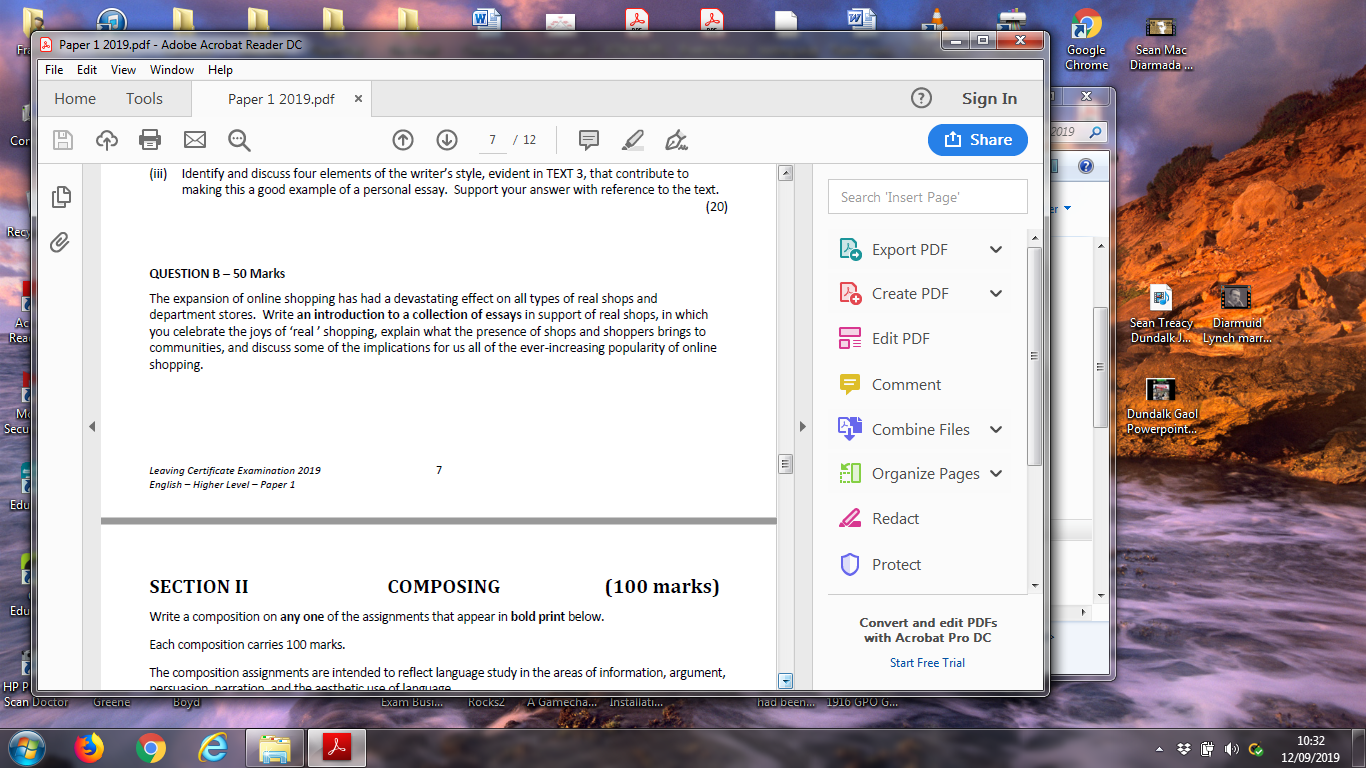 Paper 1 2019.pdf - Adobe Acrobat Reader DC
File Edit View Window Help
Home Tools Paper 1 2019.pdf × Sign In
7 / 12 Share
(iii) Identify and discuss four elements of the writer's style, evident in TEXT 3, that contribute to
making this a good example of a personal essay. Support your answer with reference to the text.
(20)
QUESTION B – 50 Marks
The expansion of online shopping has had a devastating effect on all types of real shops and
department stores. Write an introduction to a collection of essays in support of real shops, in which
you celebrate the joys of 'real ' shopping, explain what the presence of shops and shoppers brings to
communities, and discuss some of the implications for us all of the ever-increasing popularity of online
shopping.
Leaving Certificate Examination 2019 7
English – Higher Level – Paper 1
SECTION II COMPOSING (100 marks)
Write a composition on any one of the assignments that appear in bold print below.
Each composition carries 100 marks.
The composition assignments are intended to reflect language study in the areas of information, argument,
persuasion, narration, and the aesthetic use of language.
Search 'Insert Page'
Export PDF
Create PDF
Edit PDF
Comment
Combine Files
Organize Pages
Redact
Protect
Convert and edit PDFs
with Acrobat Pro DC
Start Free Trial
2019
Google
Chrome
Sean Mac
Diarmada ...
Sean Treacy
Dundalk J...
Diarmuid
Lynch marr...
Dundalk Gaol
Powerpoint...
HP P
Scan Doctor
Greene
Boyd
Exam Busi...
Rocks2
A Gamecha...
Installati...
had been...
1916 GPO G...
10:32
12/09/2019